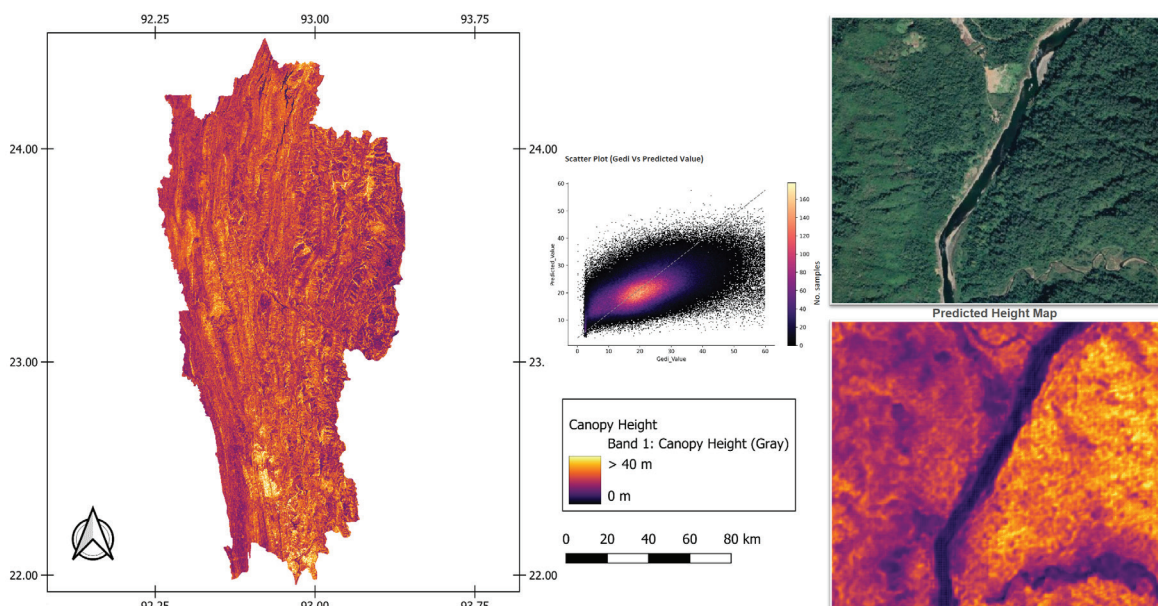 92.25 93.00 93.75
24.00 24.00
23.00 23.
22.00 22.00
92.25 93.00 93.75
Scatter Plot (Gedi Vs Predicted Value)
60
50
40
30
20
10
Predicted_Value
0 10 20 30 40 50 60
Gedi_Value
160
140
120
100
80
60
40
20
0
No. samples
Canopy Height
Band 1: Canopy Height (Gray)
> 40 m
0 m
0 20 40 60 80 km
Predicted Height Map